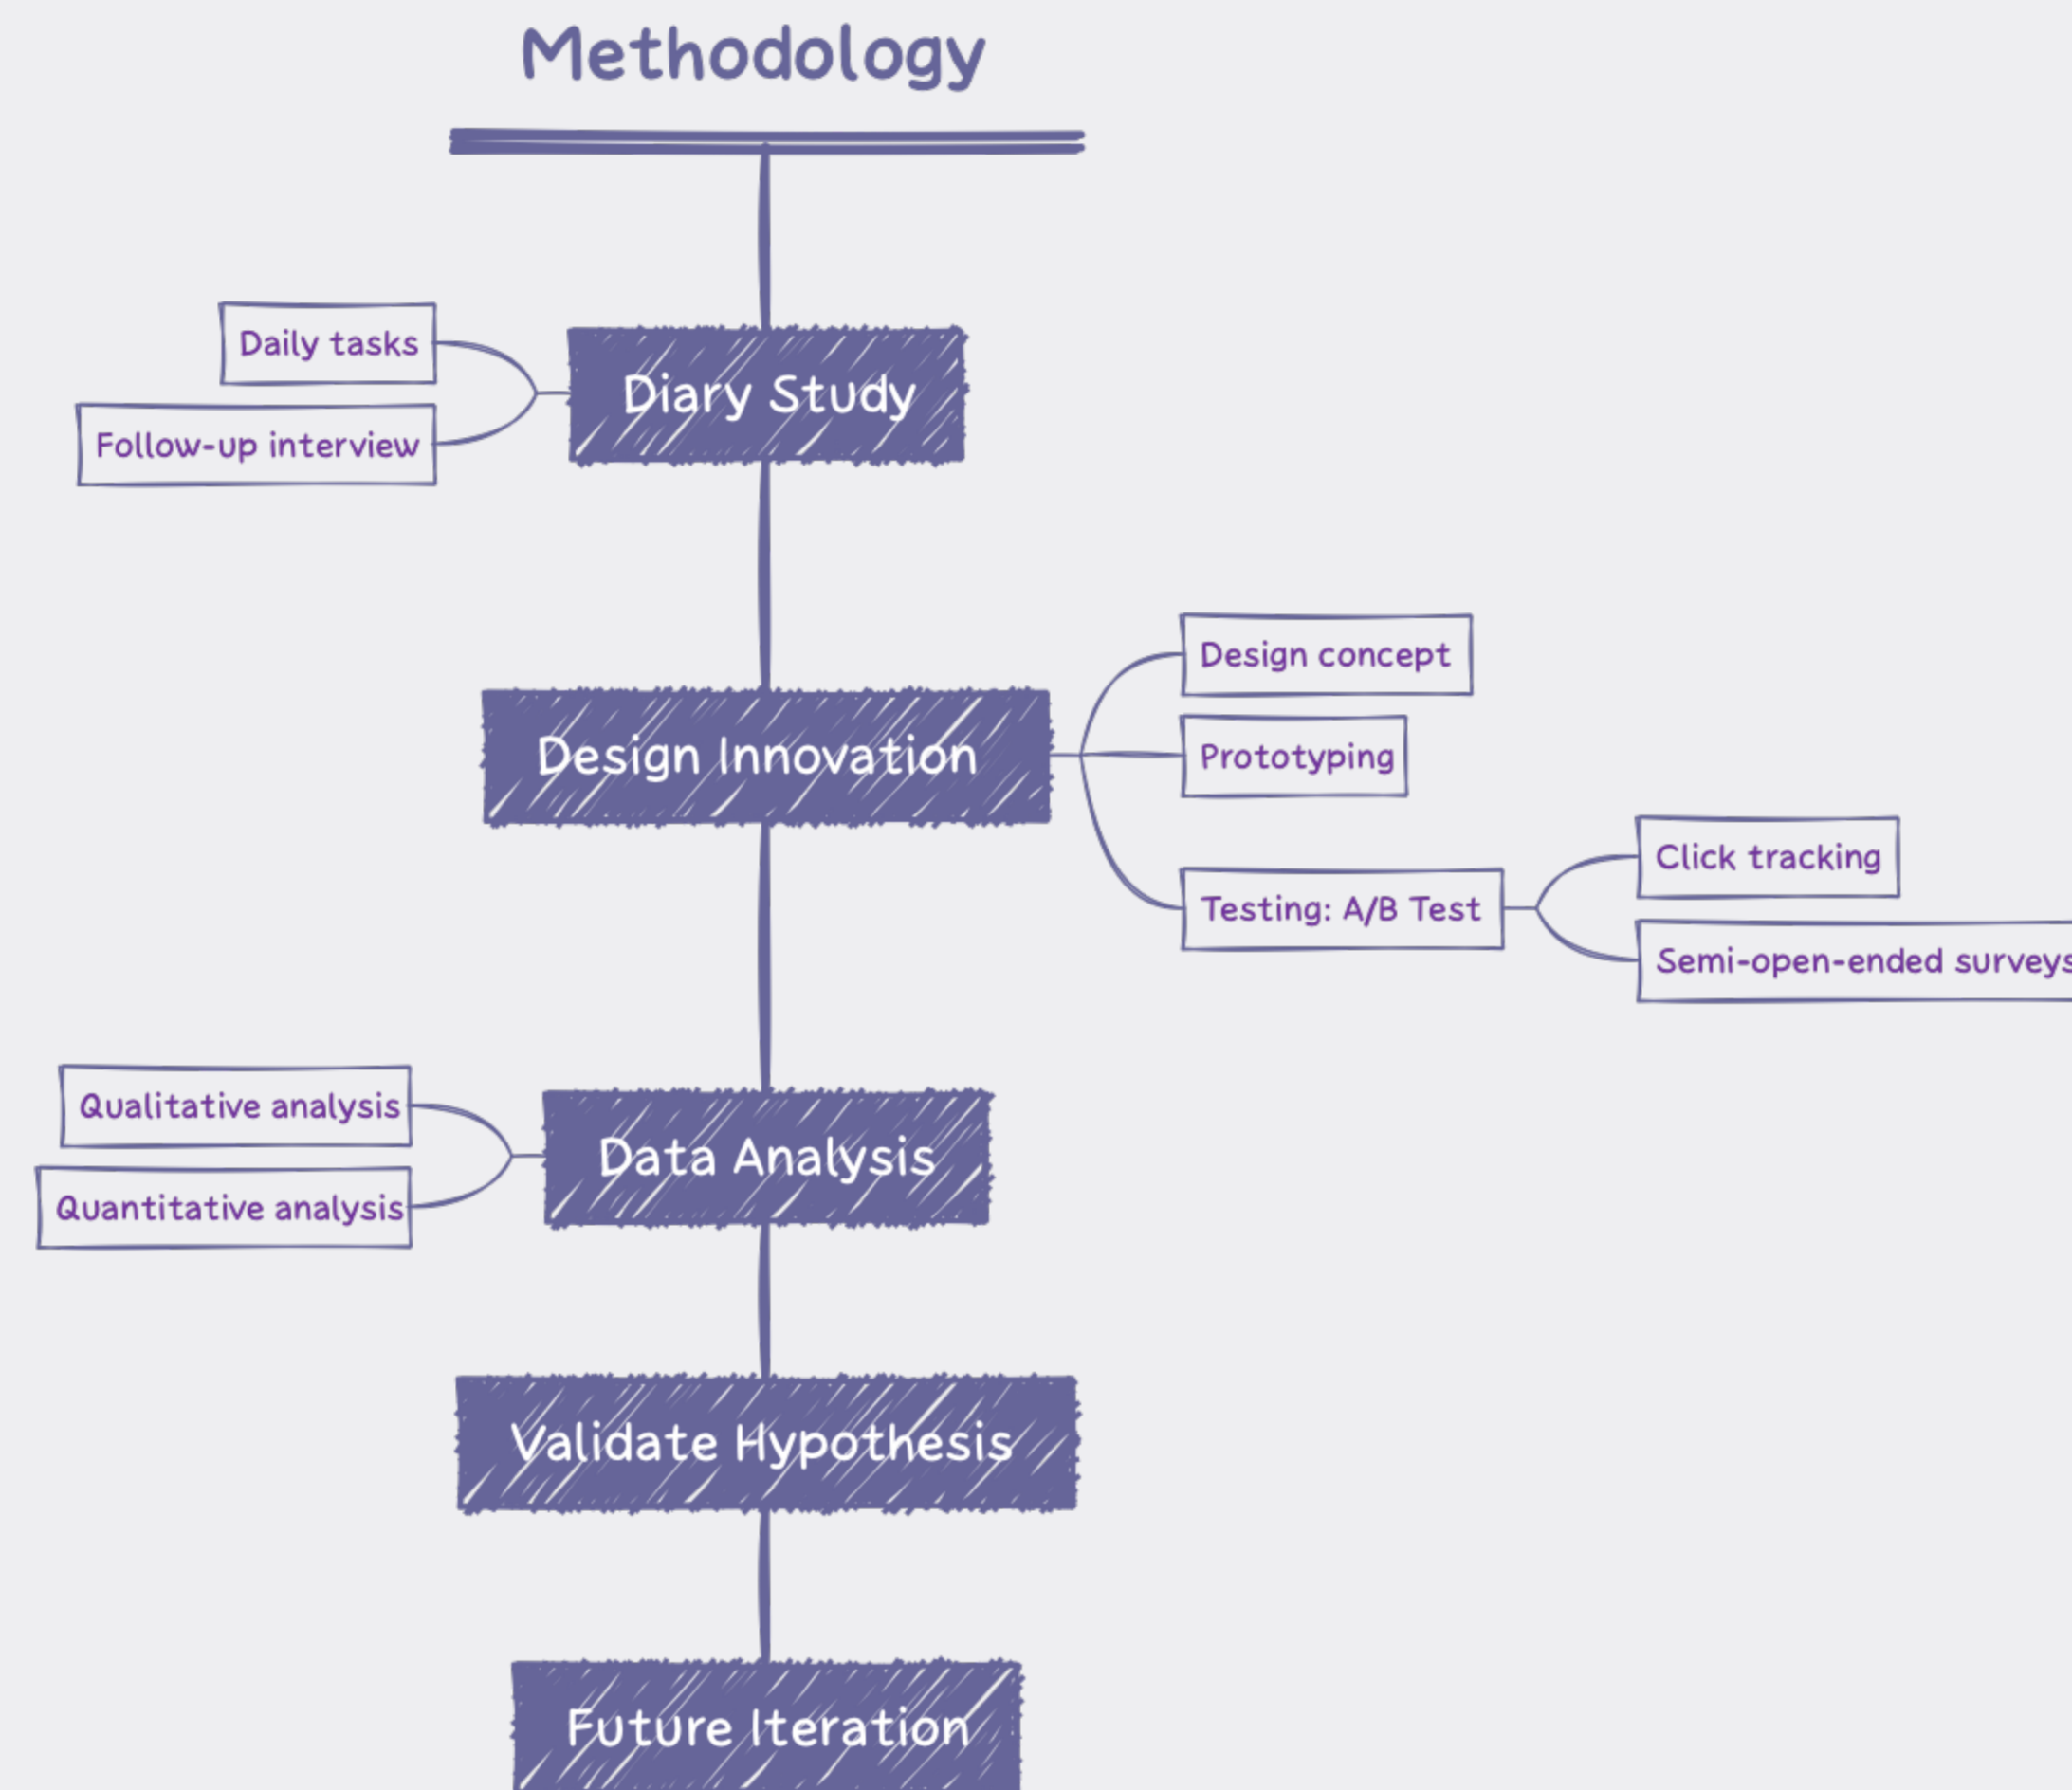 Methodology
Daily tasks
Follow-up interview
Diary Study
Design Innovation
Design concept
Prototyping
Testing: A/B Test
Click tracking
Semi-open-ended surveys
Qualitative analysis
Quantitative analysis
Data Analysis
Validate Hypothesis
Future Iteration